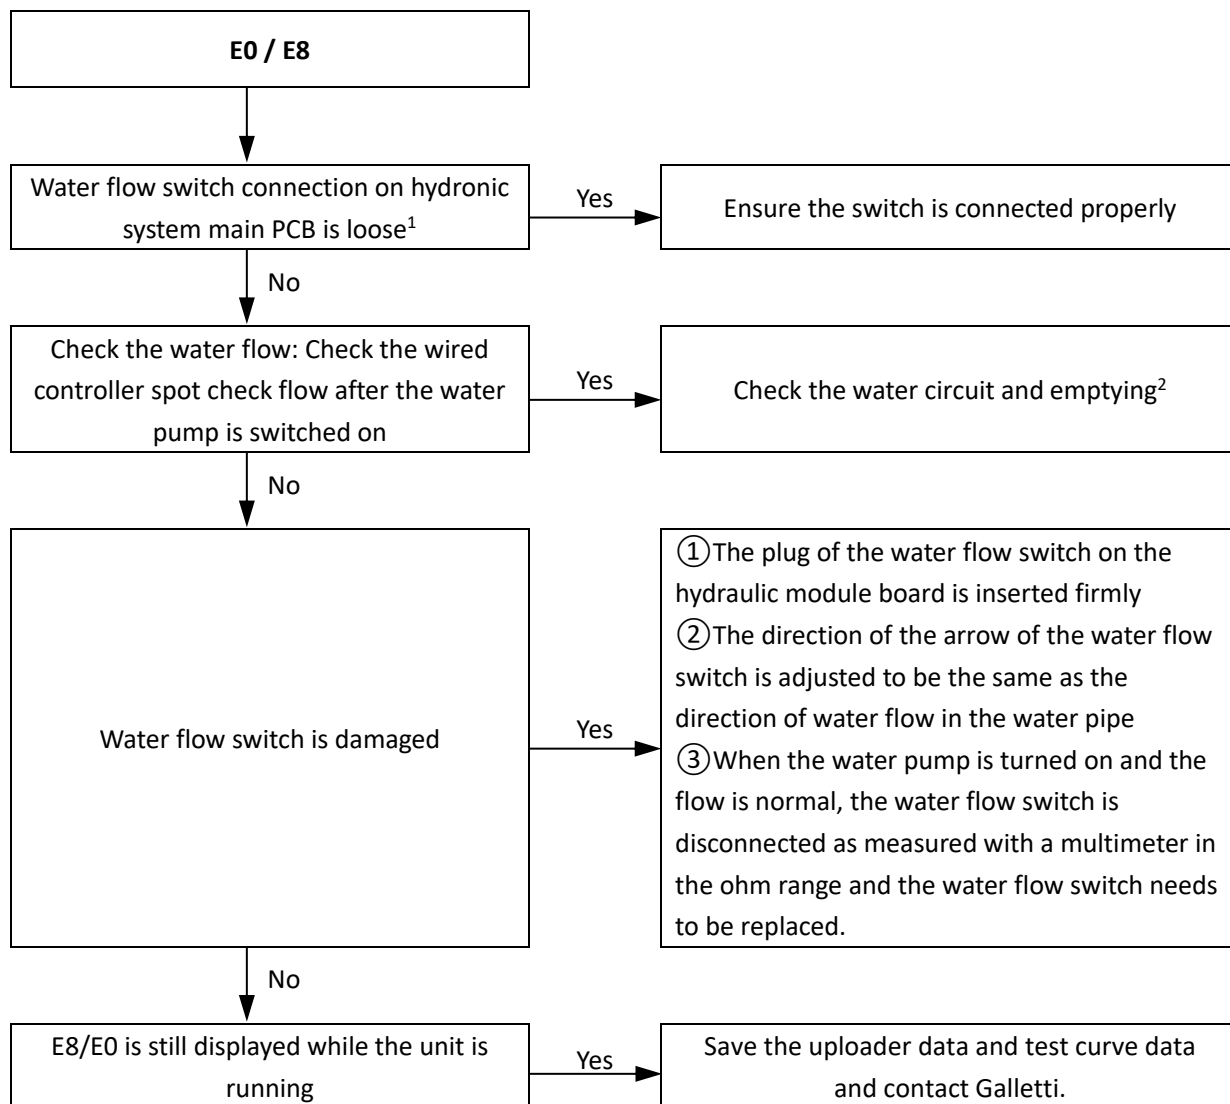 E0 / E8
Water flow switch connection on hydronic
system main PCB is loose¹
Yes
Ensure the switch is connected properly
No
Check the water flow: Check the wired
controller spot check flow after the water
pump is switched on
Yes
Check the water circuit and emptying²
No
Water flow switch is damaged
Yes
①The plug of the water flow switch on the
hydraulic module board is inserted firmly
②The direction of the arrow of the water flow
switch is adjusted to be the same as the
direction of water flow in the water pipe
③When the water pump is turned on and the
flow is normal, the water flow switch is
disconnected as measured with a multimeter in
the ohm range and the water flow switch needs
to be replaced.
No
E8/E0 is still displayed while the unit is
running
Yes
Save the uploader data and test curve data
and contact Galletti.